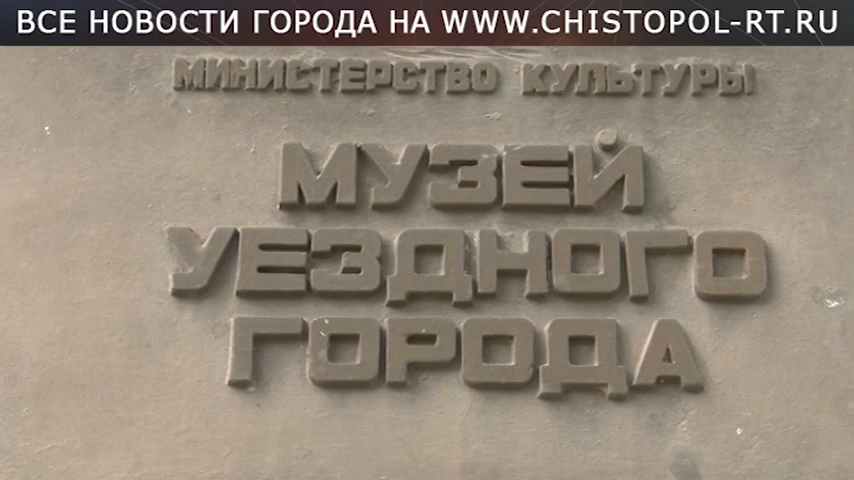 ВСЕ НОВОСТИ ГОРОДА НА WWW.CHISTOPOL-RT.RU
МИНИСТЕРСТВО КУЛЬТУРЫ
МУЗЕЙ
УЕЗДНОГО
ГОРОДА